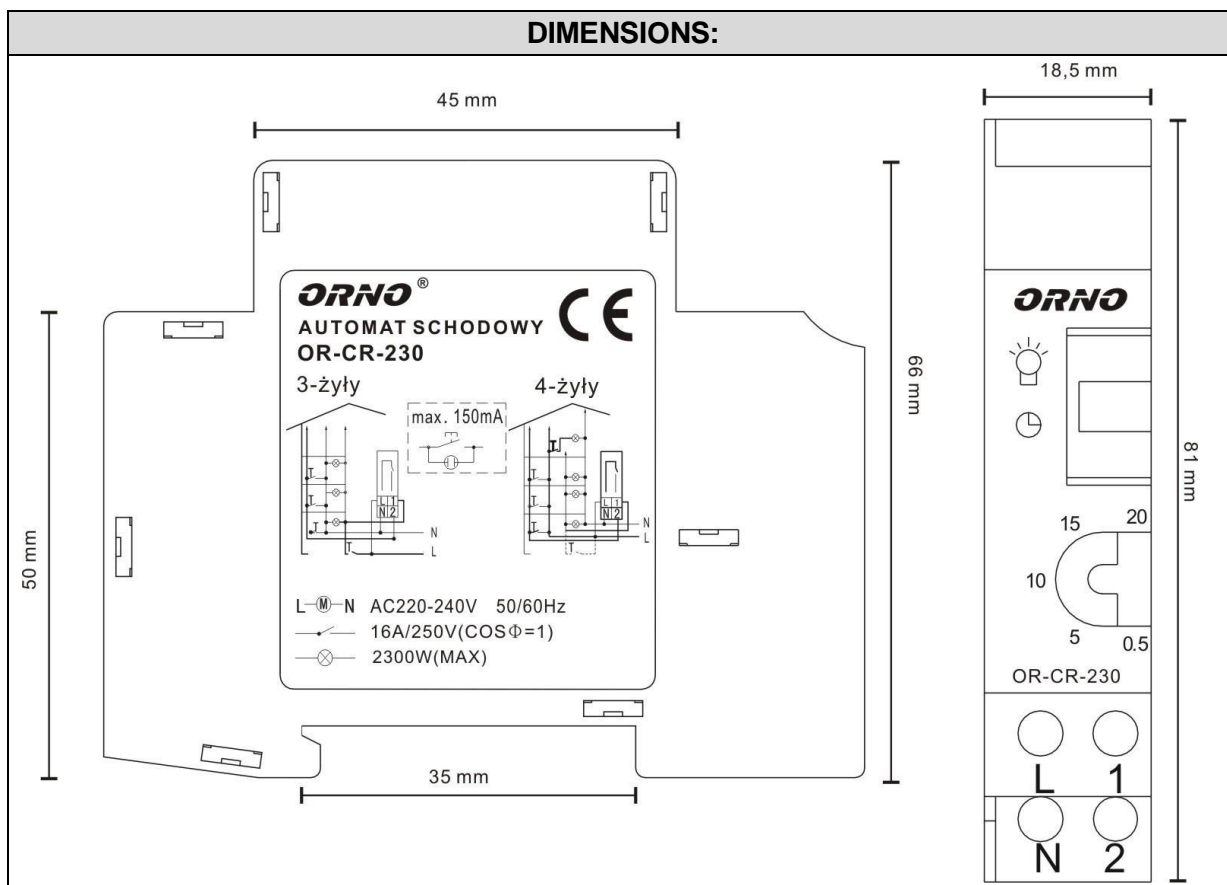 DIMENSIONS:
45 mm
18,5 mm
50 mm
66 mm
81 mm
35 mm
ORNO®
CE
AUTOMAT SCHODOWY
OR-CR-230
3-żyły
4-żyły
max. 150mA
L 1
N 2
N
L
L 1
N 2
N
L
L M N AC220-240V 50/60Hz
16A/250V(COSΦ=1)
2300W(MAX)
ORNO
15 20
10
5 0.5
OR-CR-230
L 1
N 2